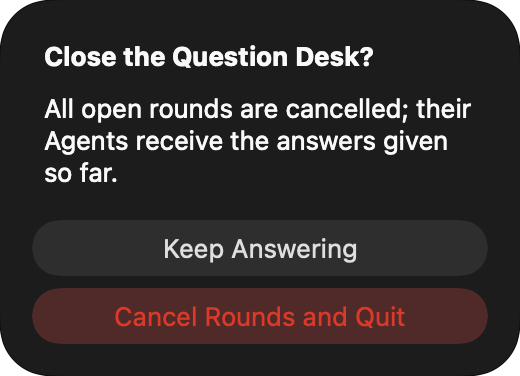 Close the Question Desk?
All open rounds are cancelled; their
Agents receive the answers given
so far.
Keep Answering
Cancel Rounds and Quit